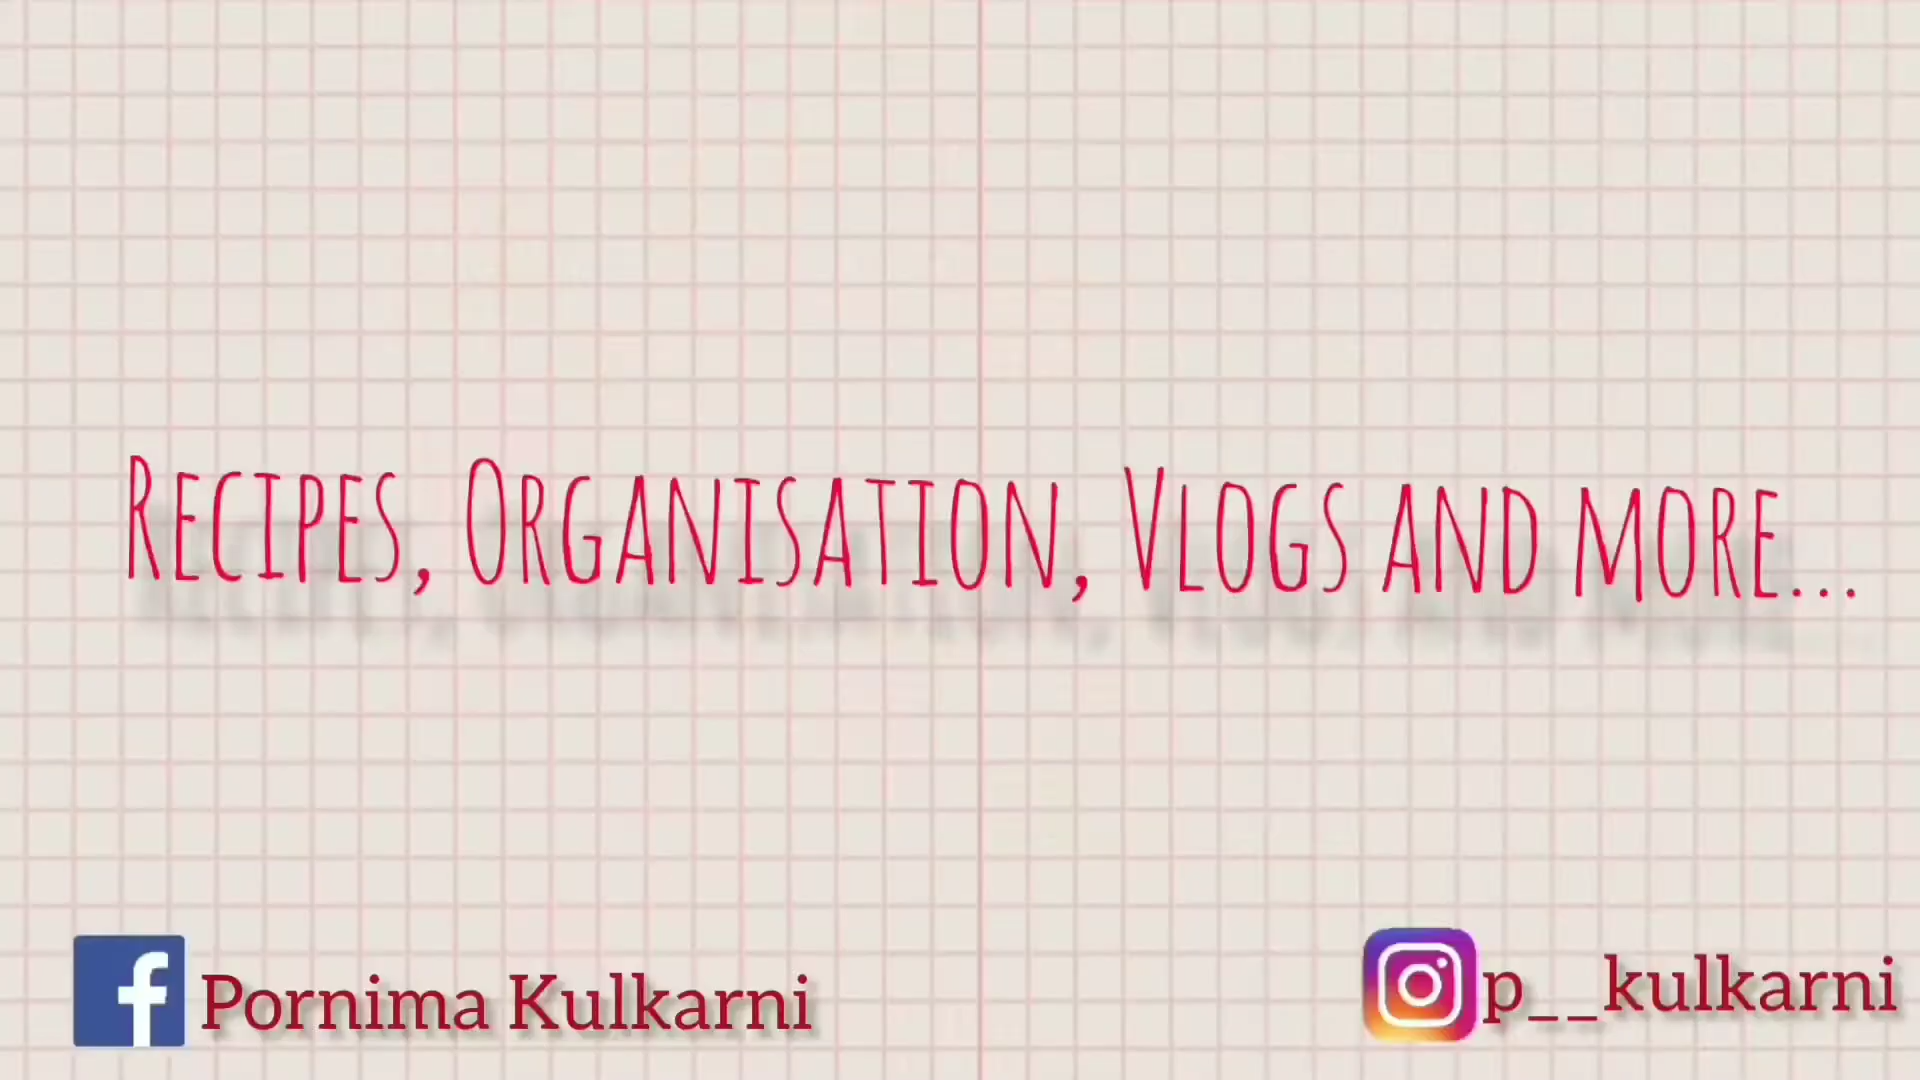 Recipes, Organisation, Vlogs and more...
Pornima Kulkarni
p__kulkarni